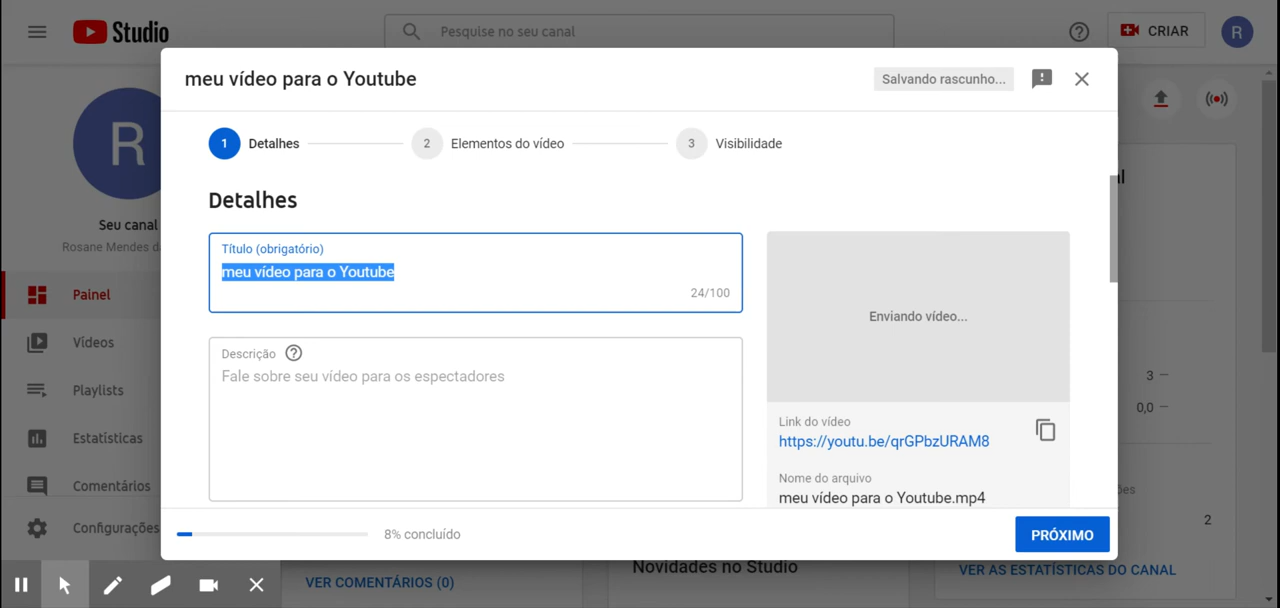 Studio
Pesquise no seu canal
CRIAR
R
meu vídeo para o Youtube
Salvando rascunho...
1 Detalhes
2 Elementos do vídeo
3 Visibilidade
R
Seu canal
Rosane Mendes
Painel
Vídeos
Playlists
Estatísticas
Comentários
Configurações
Detalhes
Título (obrigatório)
meu vídeo para o Youtube
24/100
Descrição
Fale sobre seu vídeo para os espectadores
Enviando vídeo...
Link do vídeo
https://youtu.be/qrGPbzURAM8
Nome do arquivo
meu vídeo para o Youtube.mp4
8% concluído
PRÓXIMO
3 —
0,0 —
2
VER COMENTÁRIOS (0)
Novidades no Studio
VER AS ESTATÍSTICAS DO CANAL